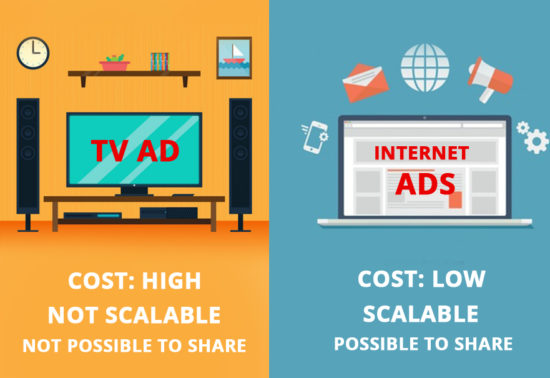 TV AD
COST: HIGH
NOT SCALABLE
NOT POSSIBLE TO SHARE
INTERNET
ADS
COST: LOW
SCALABLE
POSSIBLE TO SHARE